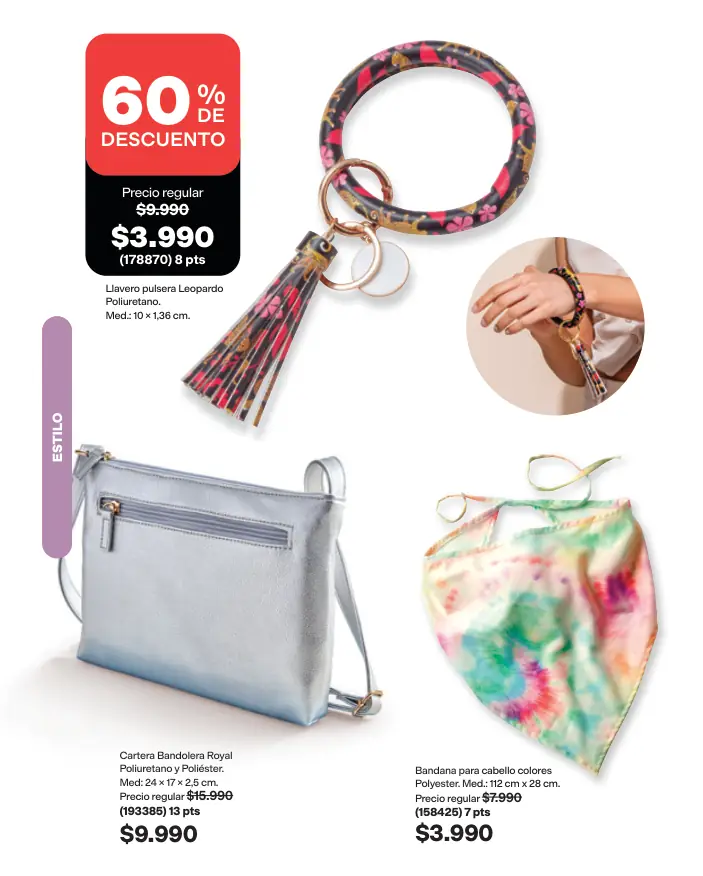 60 %
DE
DESCUENTO
Precio regular
$9.990
$3.990
(178870) 8 pts
Llavero pulsera Leopardo
Poliuretano.
Med.: 10 x 1,36 cm.
ESTILO
Cartera Bandolera Royal
Poliuretano y Poliéster.
Med: 24 x 17 x 2,5 cm.
Precio regular $15.990
(193385) 13 pts
$9.990
Bandana para cabello colores
Polyester. Med.: 112 cm x 28 cm.
Precio regular $7.990
(158425) 7 pts
$3.990